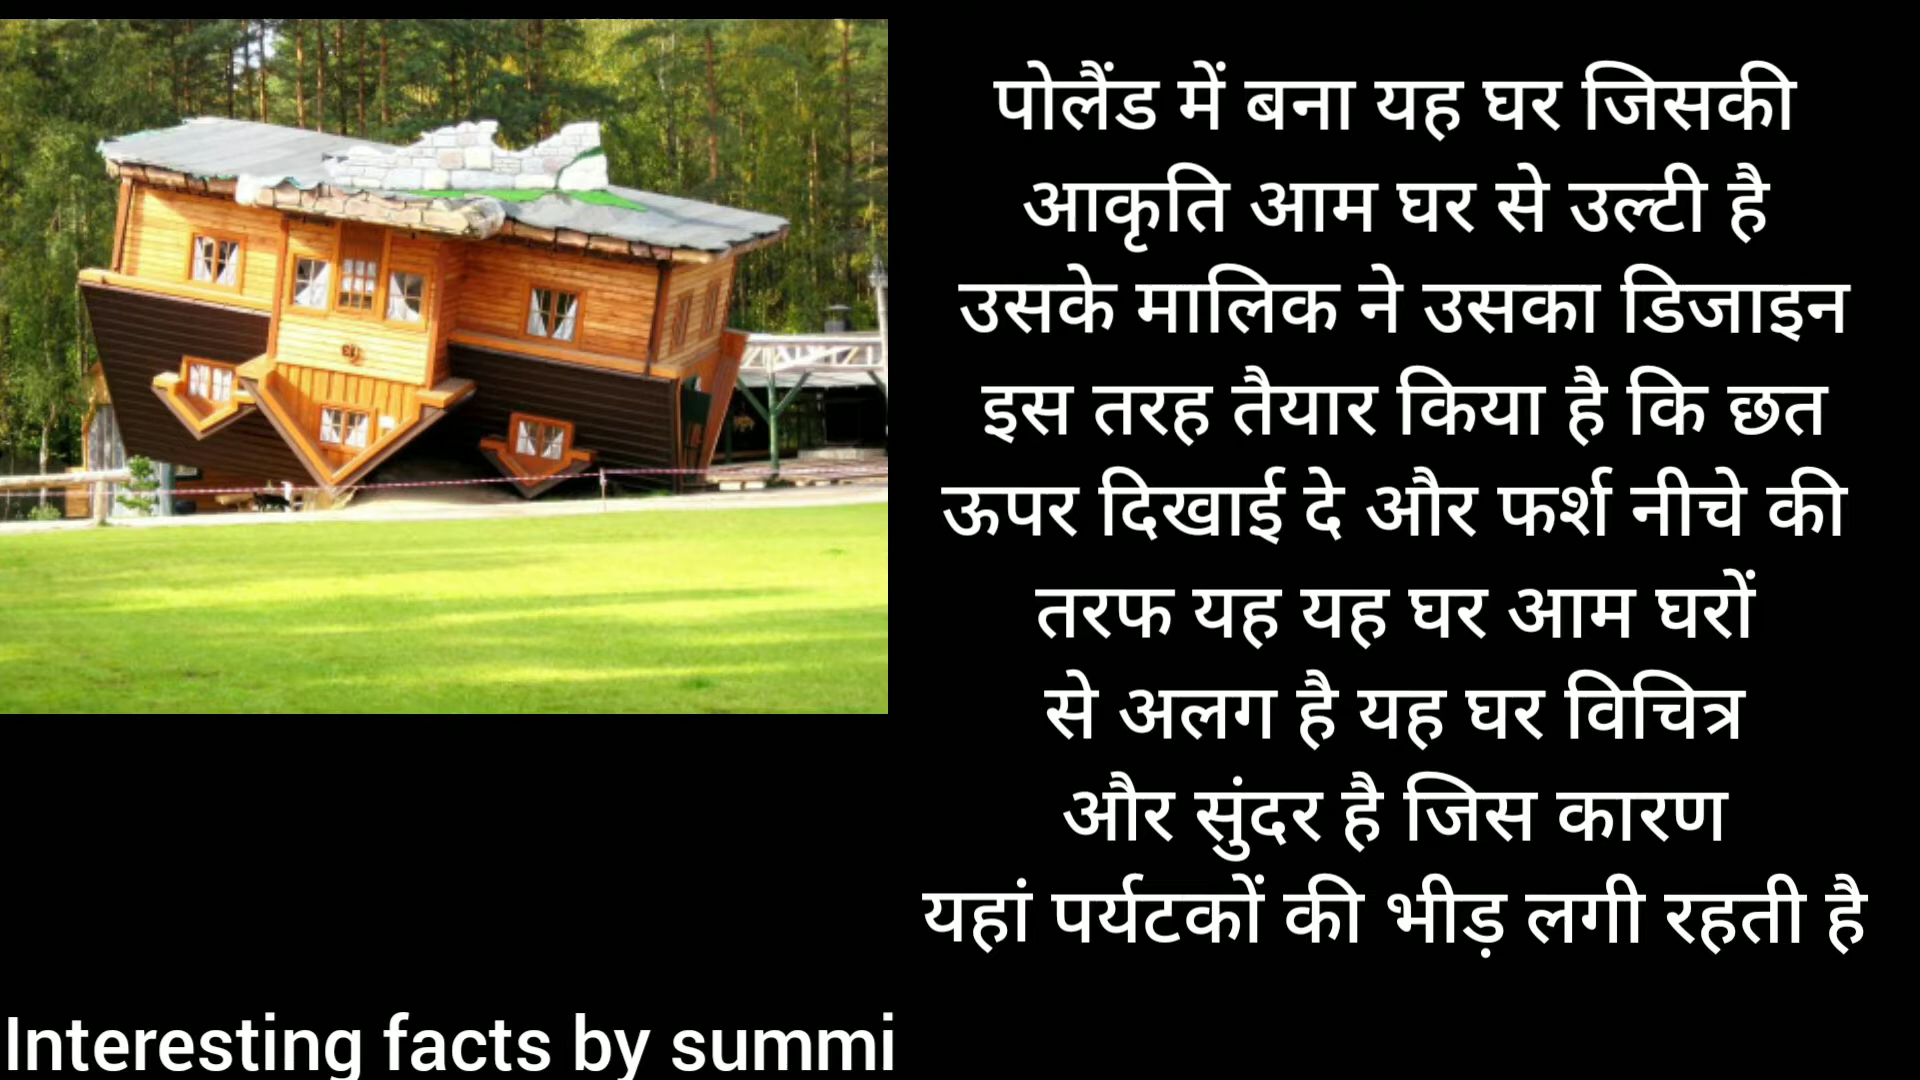 पोलैंड में बना यह घर जिसकी
आकृति आम घर से उल्टी है
उसके मालिक ने उसका डिजाइन
इस तरह तैयार किया है कि छत
ऊपर दिखाई दे और फर्श नीचे की
तरफ यह यह घर आम घरों
से अलग है यह घर विचित्र
और सुंदर है जिस कारण
यहां पर्यटकों की भीड़ लगी रहती है
Interesting facts by summi